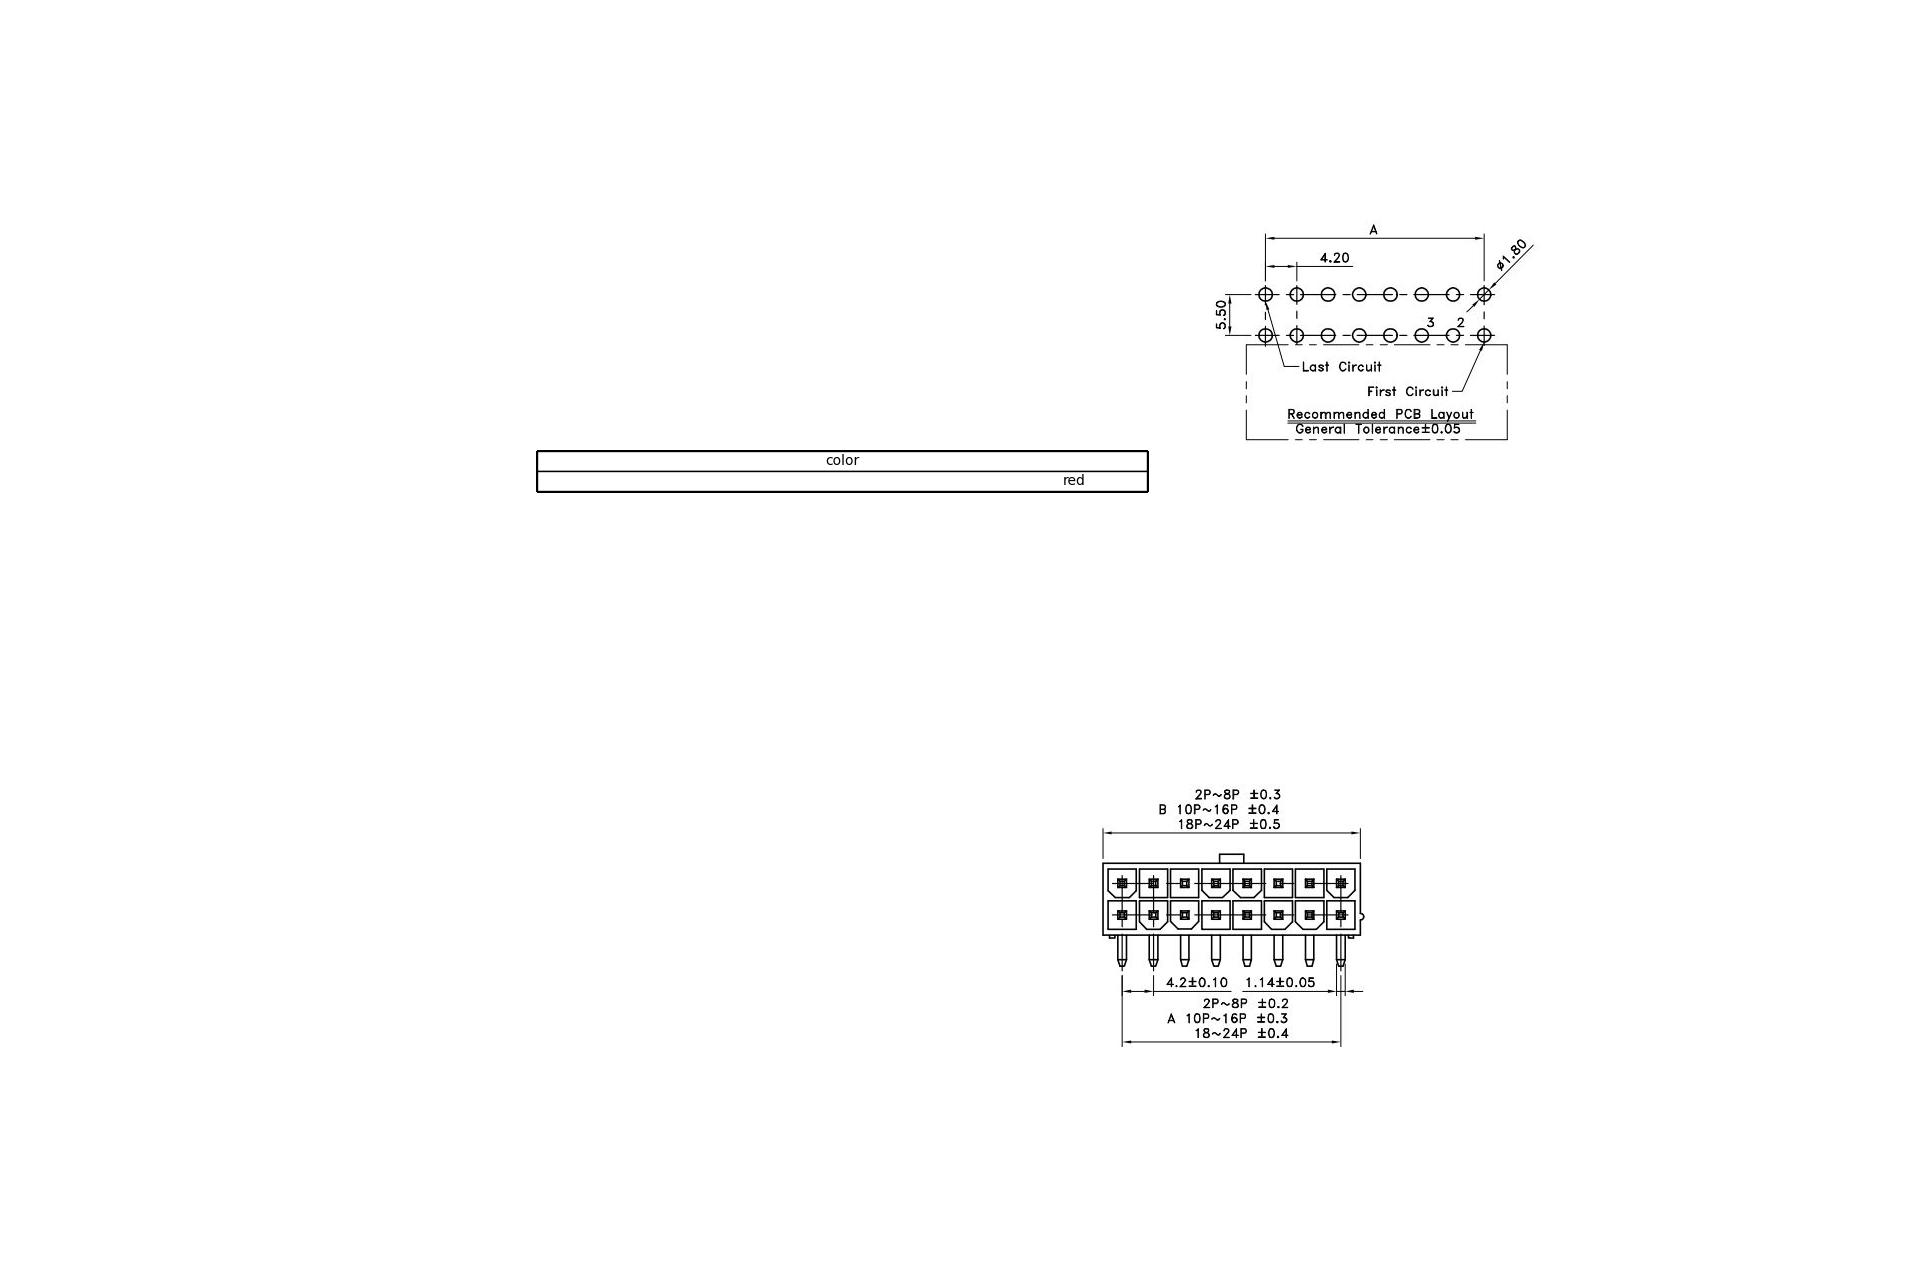 A
4.20
ø1.80
5.50
3 2
Last Circuit
First Circuit
Recommended PCB Layout
General Tolerance±0.05
color
red
2P~8P ±0.3
B 10P~16P ±0.4
18P~24P ±0.5
4.2±0.10 1.14±0.05
2P~8P ±0.2
A 10P~16P ±0.3
18~24P ±0.4